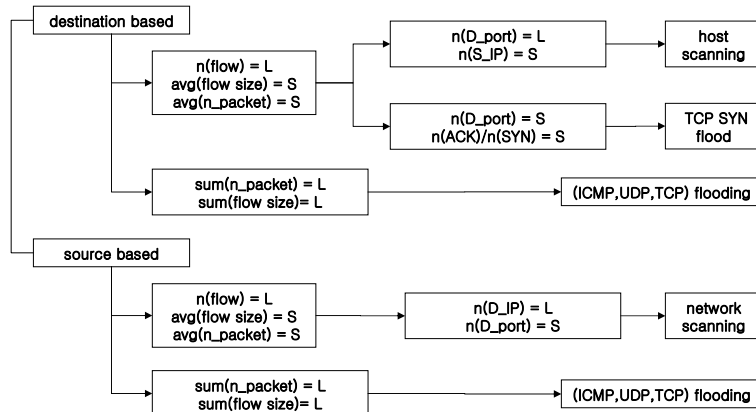 destination based
n(flow) = L
avg(flow size) = S
avg(n_packet) = S
n(D_port) = L
n(S_IP) = S
host
scanning
n(D_port) = S
n(ACK)/n(SYN) = S
TCP SYN
flood
sum(n_packet) = L
sum(flow size)= L
(ICMP,UDP,TCP) flooding
source based
n(flow) = L
avg(flow size) = S
avg(n_packet) = S
n(D_IP) = L
n(D_port) = S
network
scanning
sum(n_packet) = L
sum(flow size)= L
(ICMP,UDP,TCP) flooding